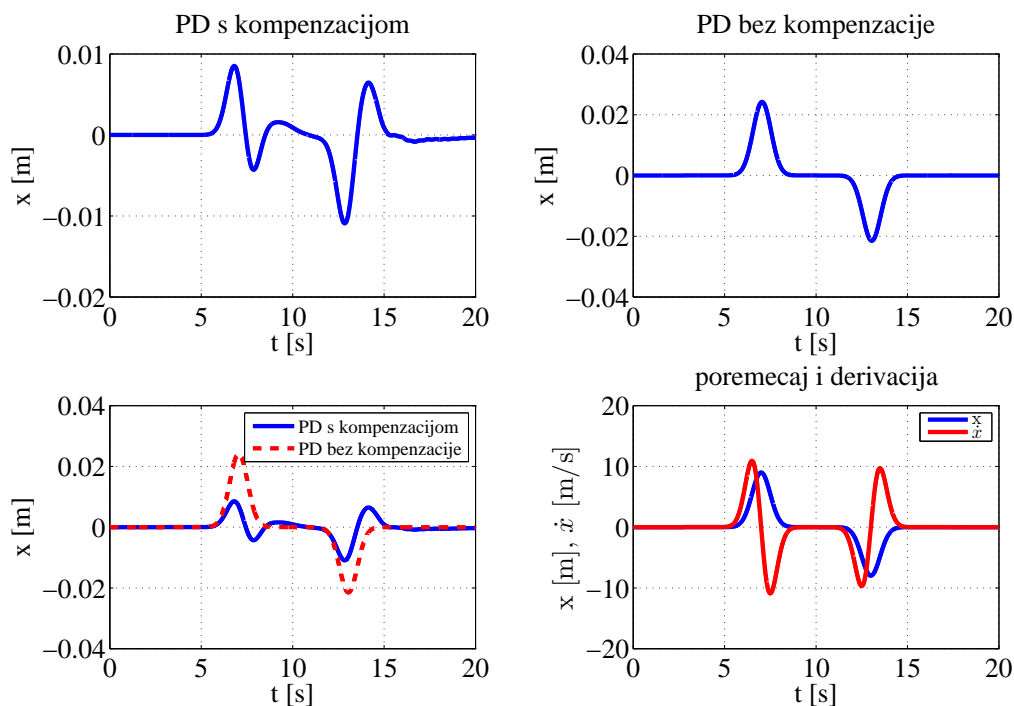 PD s kompenzacijom
0.01
0
−0.01
−0.02
x [m]
0
5
10
15
20
t [s]
PD bez kompenzacije
0.04
0.02
0
−0.02
−0.04
x [m]
0
5
10
15
20
t [s]
0.04
0.02
0
−0.02
−0.04
x [m]
PD s kompenzacijom
PD bez kompenzacije
0
5
10
15
20
t [s]
poremecaj i derivacija
20
10
0
−10
−20
x [m], ẋ [m/s]
x
ẋ
0
5
10
15
20
t [s]